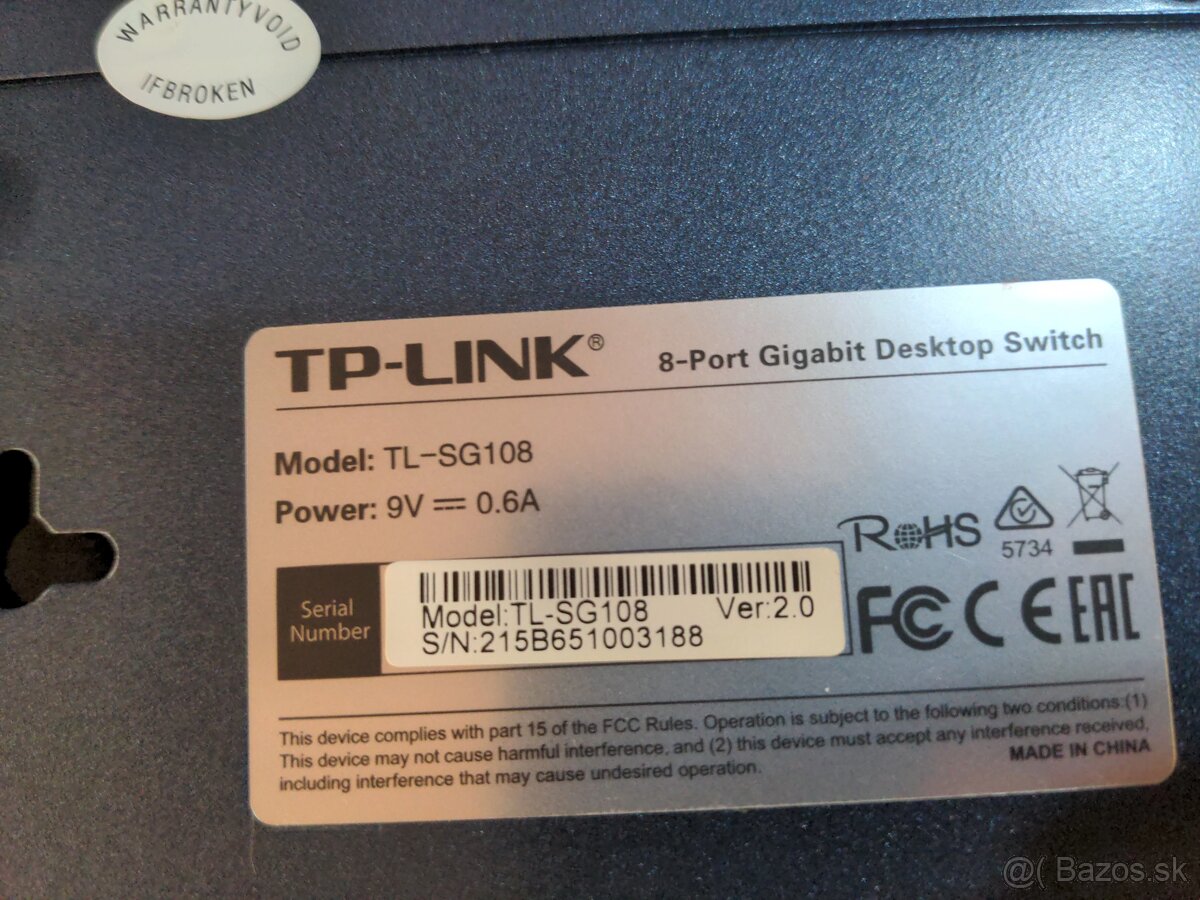 WARRANTYVOID
IFBROKEN
TP-LINK®
8-Port Gigabit Desktop Switch
Model: TL-SG108
Power: 9V ⎓ 0.6A
RoHS
5734
Serial
Number
Model:TL-SG108 Ver:2.0
S/N:215B651003188
FC CE EAC
This device complies with part 15 of the FCC Rules. Operation is subject to the following two conditions:(1)
This device may not cause harmful interference, and (2) this device must accept any interference received,
including interference that may cause undesired operation.
MADE IN CHINA
@( Bazos.sk